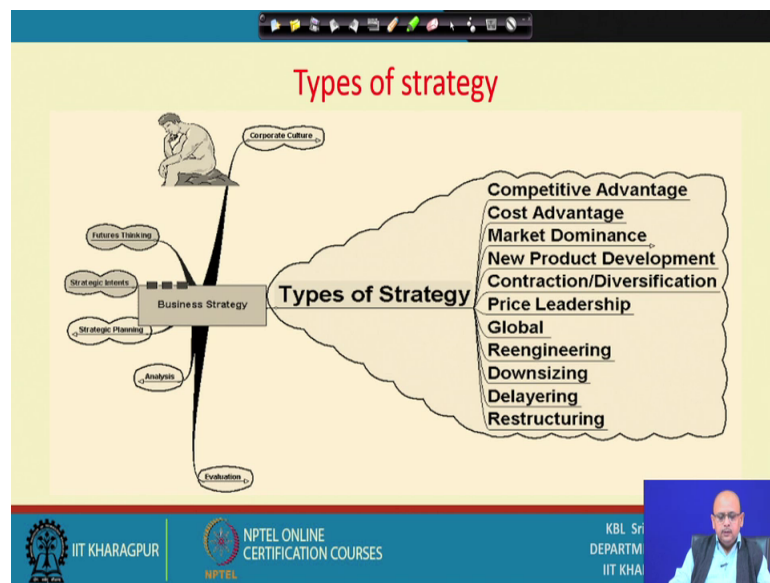 Types of strategy
Corporate Culture
Futures Thinking
Strategic Intents
Business Strategy
Strategic Planning
Analysis
Evaluation
Types of Strategy
Competitive Advantage
Cost Advantage
Market Dominance
New Product Development
Contraction/Diversification
Price Leadership
Global
Reengineering
Downsizing
Delayering
Restructuring
IIT KHARAGPUR
NPTEL
NPTEL ONLINE
CERTIFICATION COURSES
KBL
DEPARTM
IIT KHA